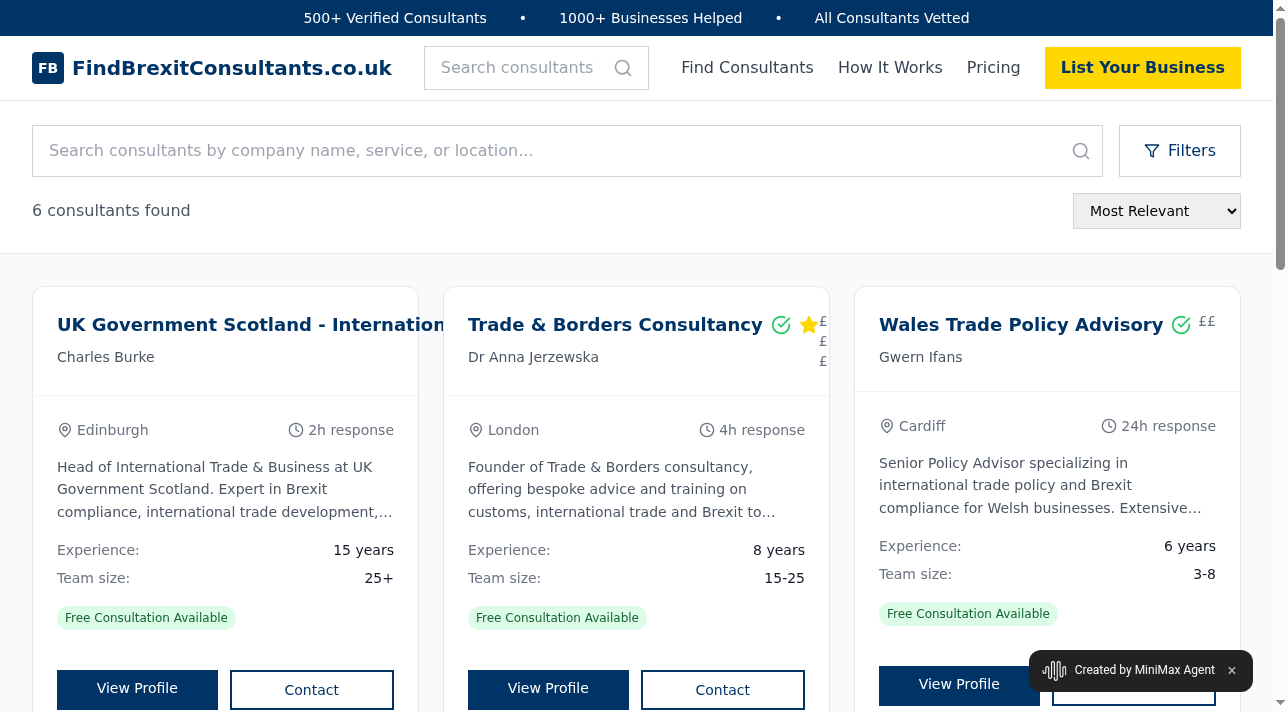 500+ Verified Consultants • 1000+ Businesses Helped • All Consultants Vetted
FB FindBrexitConsultants.co.uk Search consultants Find Consultants How It Works Pricing List Your Business
Search consultants by company name, service, or location... Filters
6 consultants found Most Relevant
UK Government Scotland - Internation
Charles Burke
Edinburgh 2h response
Head of International Trade & Business at UK
Government Scotland. Expert in Brexit
compliance, international trade development,...
Experience: 15 years
Team size: 25+
Free Consultation Available
View Profile Contact
Trade & Borders Consultancy £
£
£
Dr Anna Jerzewska
London 4h response
Founder of Trade & Borders consultancy,
offering bespoke advice and training on
customs, international trade and Brexit to...
Experience: 8 years
Team size: 15-25
Free Consultation Available
View Profile Contact
Wales Trade Policy Advisory ££
Gwern Ifans
Cardiff 24h response
Senior Policy Advisor specializing in
international trade policy and Brexit
compliance for Welsh businesses. Extensive...
Experience: 6 years
Team size: 3-8
Free Consultation Available
View Profile
Created by MiniMax Agent ×